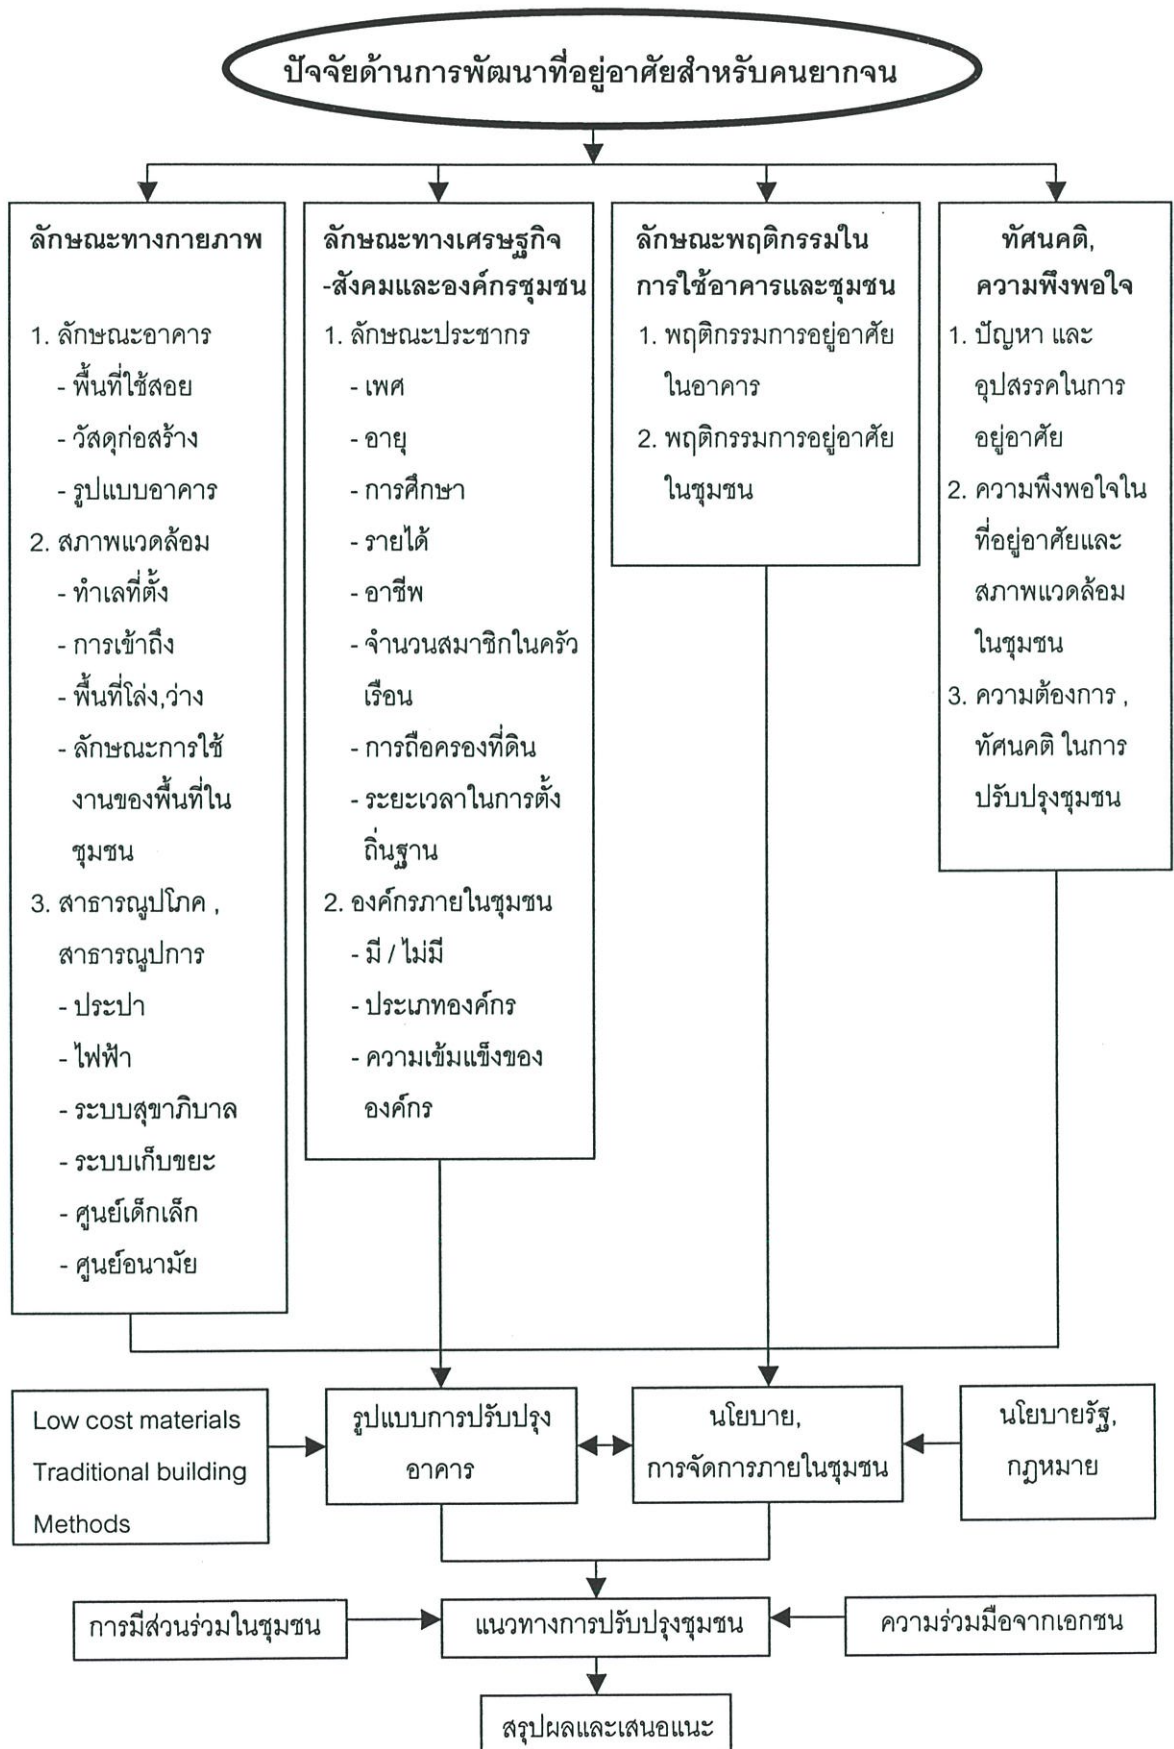 ปัจจัยด้านการพัฒนาที่อยู่อาศัยสำหรับคนยากจน
ลักษณะทางกายภาพ
1. ลักษณะอาคาร
- พื้นที่ใช้สอย
- วัสดุก่อสร้าง
- รูปแบบอาคาร
2. สภาพแวดล้อม
- ทำเลที่ตั้ง
- การเข้าถึง
- พื้นที่โล่ง,ว่าง
- ลักษณะการใช้
งานของพื้นที่ใน
ชุมชน
3. สาธารณูปโภค ,
สาธารณูปการ
- ประปา
- ไฟฟ้า
- ระบบสุขาภิบาล
- ระบบเก็บขยะ
- ศูนย์เด็กเล็ก
- ศูนย์อนามัย
ลักษณะทางเศรษฐกิจ
-สังคมและองค์กรชุมชน
1. ลักษณะประชากร
- เพศ
- อายุ
- การศึกษา
- รายได้
- อาชีพ
- จำนวนสมาชิกในครัว
เรือน
- การถือครองที่ดิน
- ระยะเวลาในการตั้ง
ถิ่นฐาน
2. องค์กรภายในชุมชน
- มี / ไม่มี
- ประเภทองค์กร
- ความเข้มแข็งของ
องค์กร
ลักษณะพฤติกรรมใน
การใช้อาคารและชุมชน
1. พฤติกรรมการอยู่อาศัย
ในอาคาร
2. พฤติกรรมการอยู่อาศัย
ในชุมชน
ทัศนคติ,
ความพึงพอใจ
1. ปัญหา และ
อุปสรรคในการ
อยู่อาศัย
2. ความพึงพอใจใน
ที่อยู่อาศัยและ
สภาพแวดล้อม
ในชุมชน
3. ความต้องการ ,
ทัศนคติ ในการ
ปรับปรุงชุมชน
Low cost materials
Traditional building
Methods
รูปแบบการปรับปรุง
อาคาร
นโยบาย,
การจัดการภายในชุมชน
นโยบายรัฐ,
กฎหมาย
การมีส่วนร่วมในชุมชน
แนวทางการปรับปรุงชุมชน
ความร่วมมือจากเอกชน
สรุปผลและเสนอแนะ